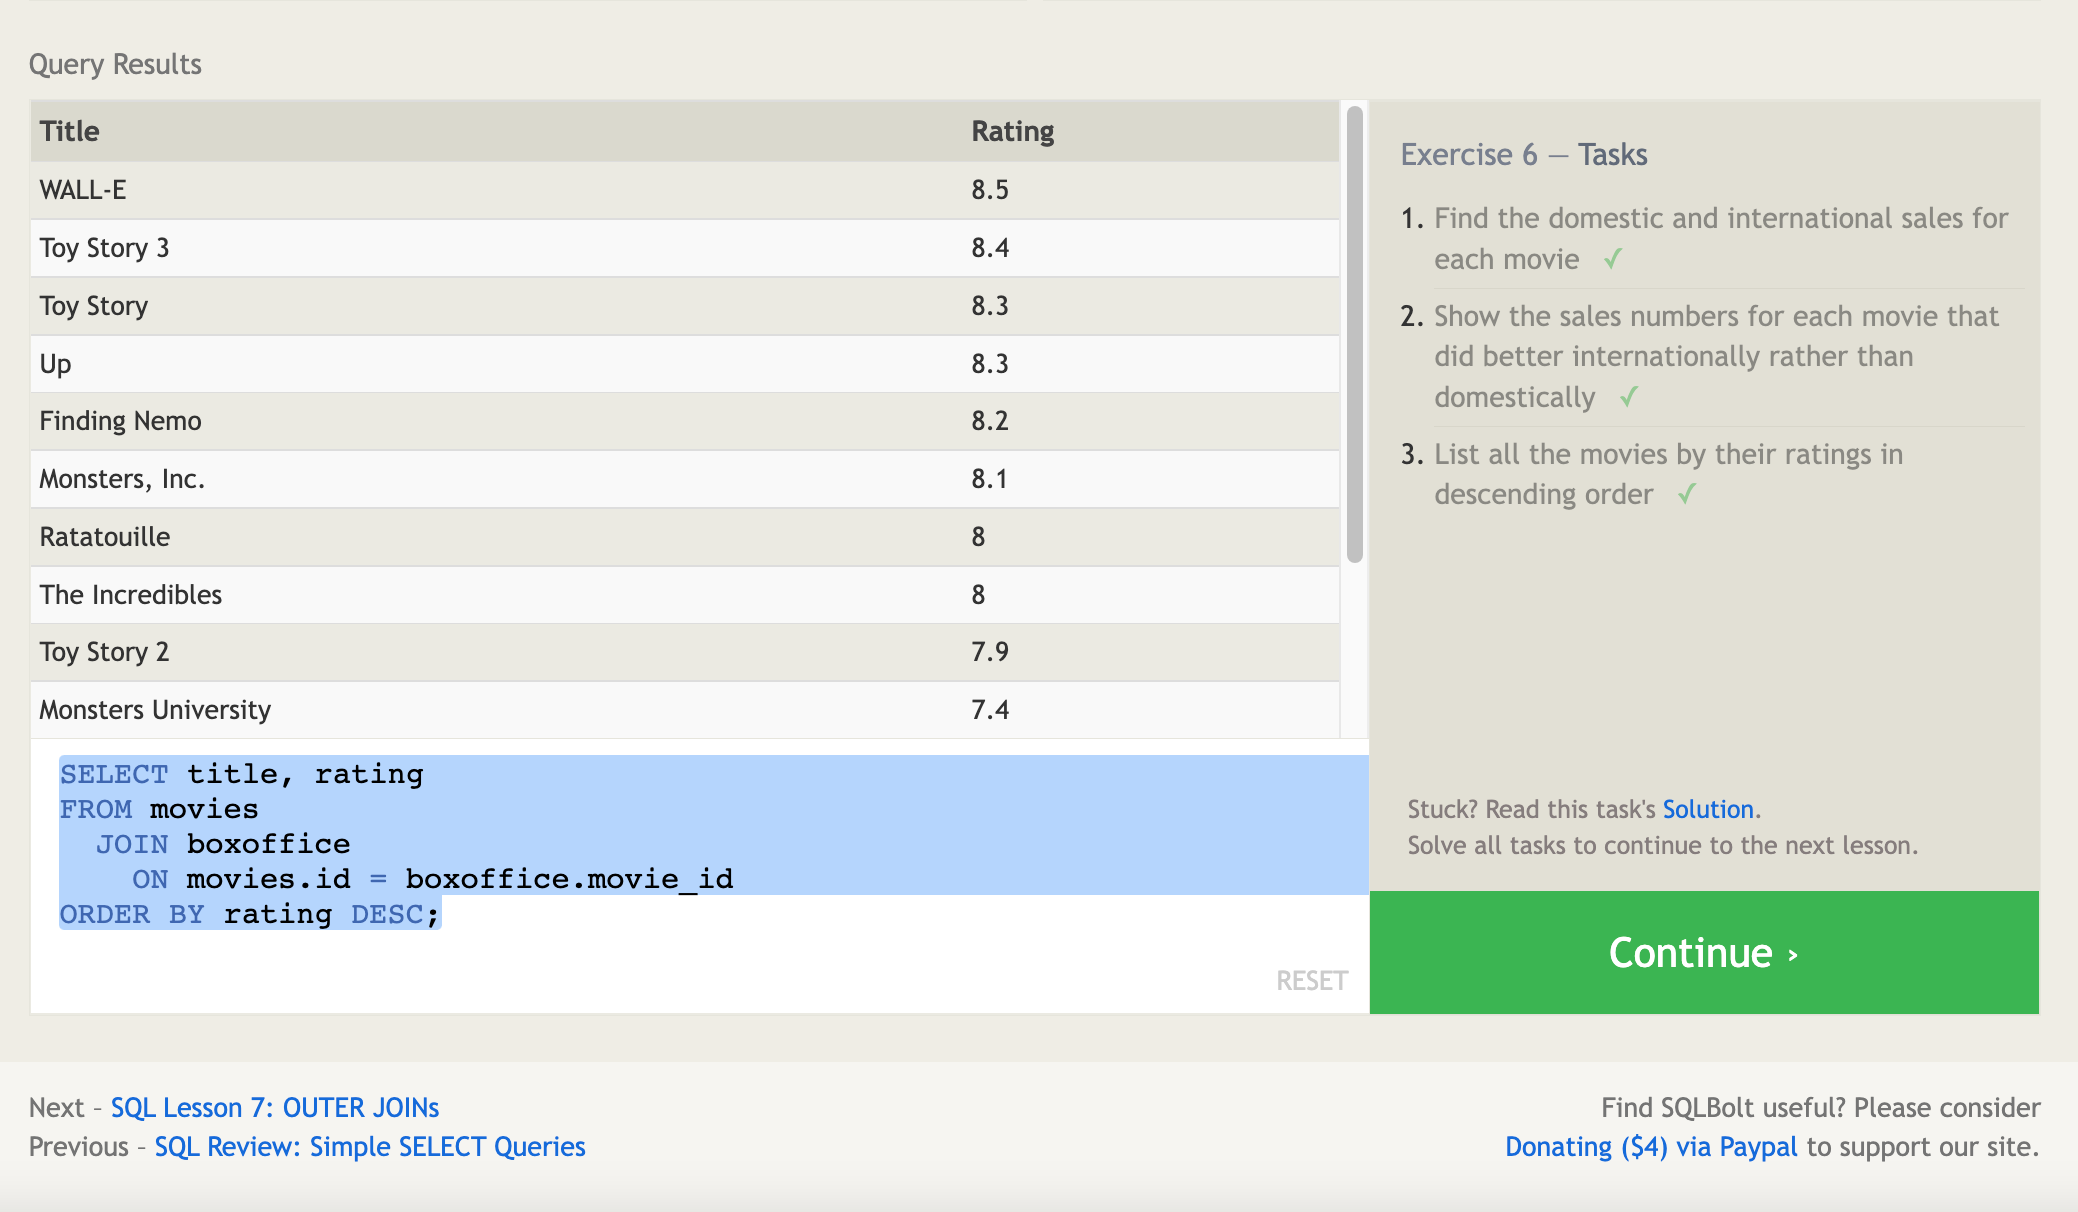 Query Results
Title Rating
WALL-E 8.5
Toy Story 3 8.4
Toy Story 8.3
Up 8.3
Finding Nemo 8.2
Monsters, Inc. 8.1
Ratatouille 8
The Incredibles 8
Toy Story 2 7.9
Monsters University 7.4
SELECT title, rating
FROM movies
  JOIN boxoffice
    ON movies.id = boxoffice.movie_id
ORDER BY rating DESC;
RESET
Exercise 6 — Tasks
1. Find the domestic and international sales for
each movie ✓
2. Show the sales numbers for each movie that
did better internationally rather than
domestically ✓
3. List all the movies by their ratings in
descending order ✓
Stuck? Read this task's Solution.
Solve all tasks to continue to the next lesson.
Continue ›
Next – SQL Lesson 7: OUTER JOINs
Previous – SQL Review: Simple SELECT Queries
Find SQLBolt useful? Please consider
Donating ($4) via Paypal to support our site.